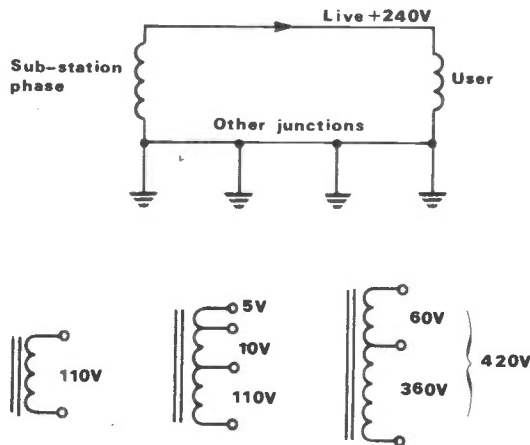 Live +240V
Sub-station
phase
User
Other junctions
5V
60V
10V
110V
420V
110V
360V